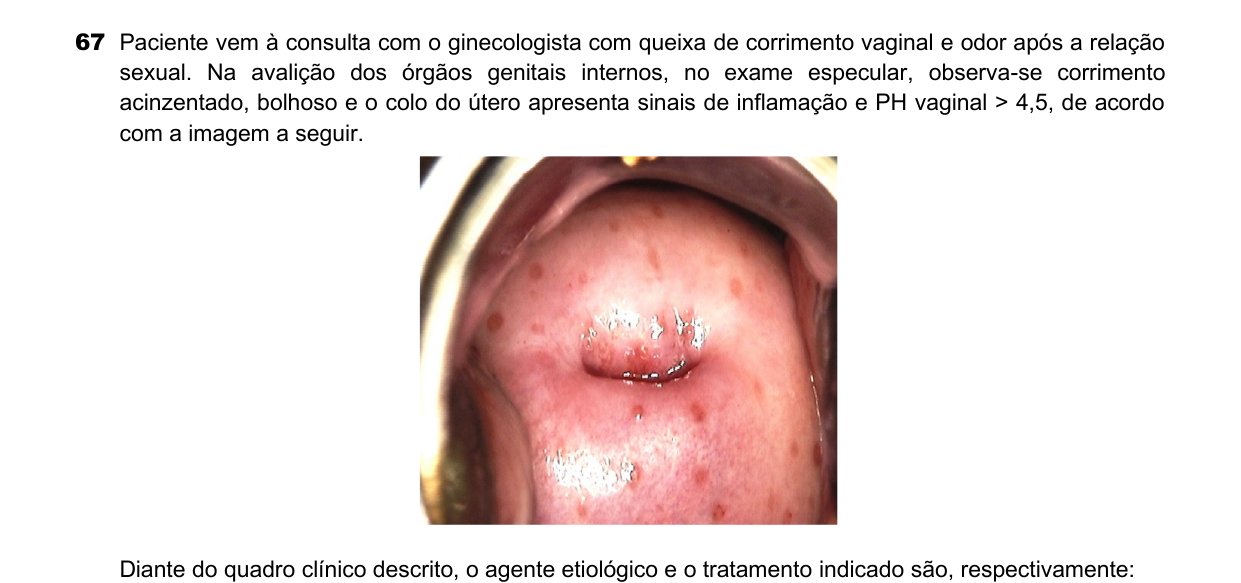 67 Paciente vem à consulta com o ginecologista com queixa de corrimento vaginal e odor após a relação
sexual. Na avalição dos órgãos genitais internos, no exame especular, observa-se corrimento
acinzentado, bolhoso e o colo do útero apresenta sinais de inflamação e PH vaginal > 4,5, de acordo
com a imagem a seguir.
Diante do quadro clínico descrito, o agente etiológico e o tratamento indicado são, respectivamente: